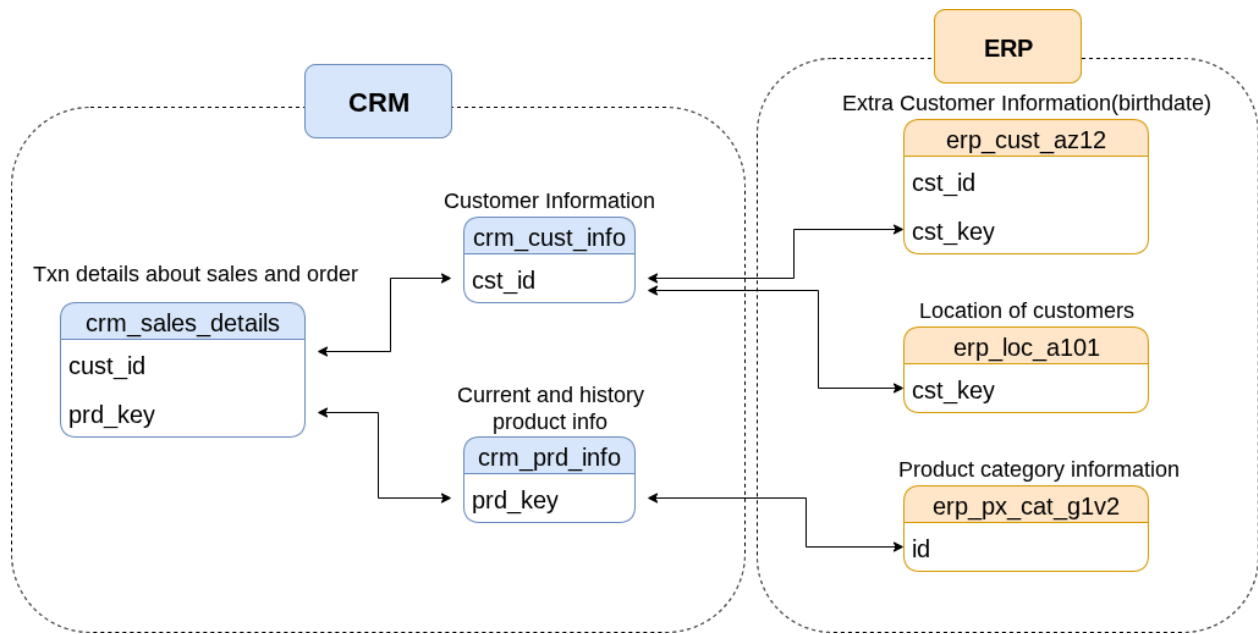 CRM
Txn details about sales and order
crm_sales_details
cust_id
prd_key
Customer Information
crm_cust_info
cst_id
Current and history
product info
crm_prd_info
prd_key
ERP
Extra Customer Information(birthdate)
erp_cust_az12
cst_id
cst_key
Location of customers
erp_loc_a101
cst_key
Product category information
erp_px_cat_g1v2
id